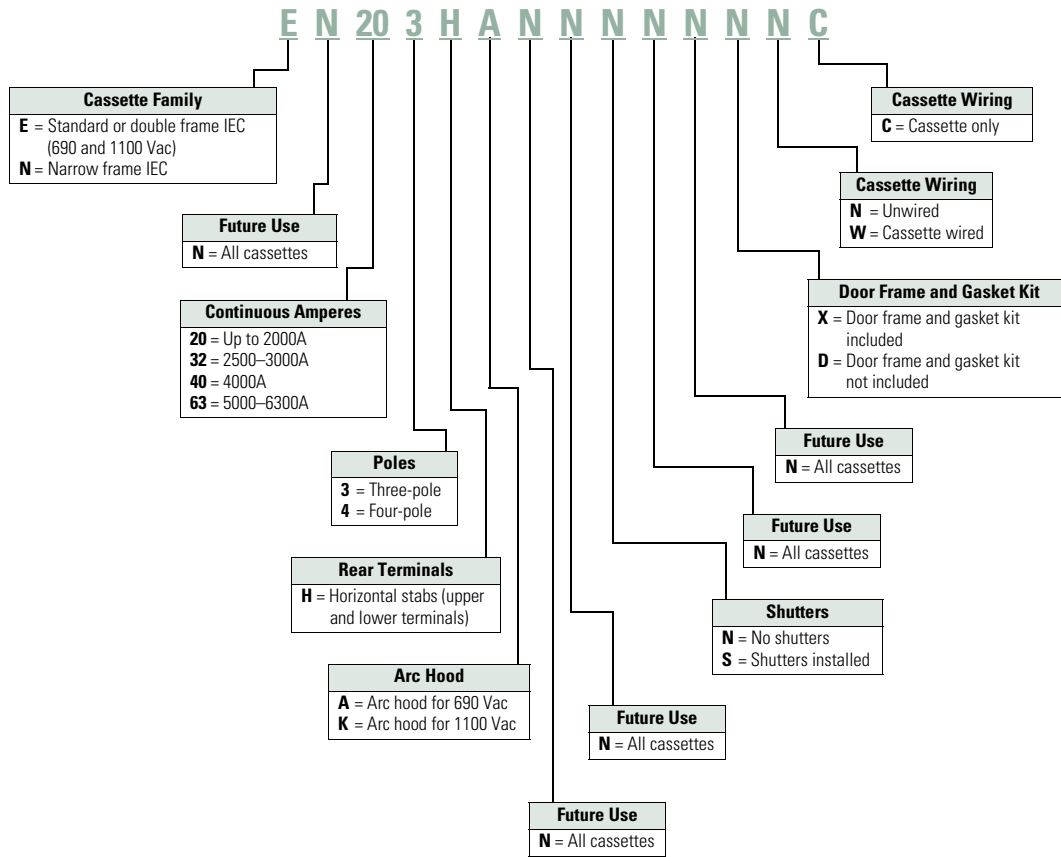 E N 20 3 H A N N N N N N N C
Cassette Family
E = Standard or double frame IEC
(690 and 1100 Vac)
N = Narrow frame IEC
Cassette Wiring
C = Cassette only
Cassette Wiring
N = Unwired
W = Cassette wired
Future Use
N = All cassettes
Door Frame and Gasket Kit
X = Door frame and gasket kit
included
D = Door frame and gasket kit
not included
Continuous Amperes
20 = Up to 2000A
32 = 2500–3000A
40 = 4000A
63 = 5000–6300A
Future Use
N = All cassettes
Poles
3 = Three-pole
4 = Four-pole
Future Use
N = All cassettes
Rear Terminals
H = Horizontal stabs (upper
and lower terminals)
Shutters
N = No shutters
S = Shutters installed
Arc Hood
A = Arc hood for 690 Vac
K = Arc hood for 1100 Vac
Future Use
N = All cassettes
Future Use
N = All cassettes